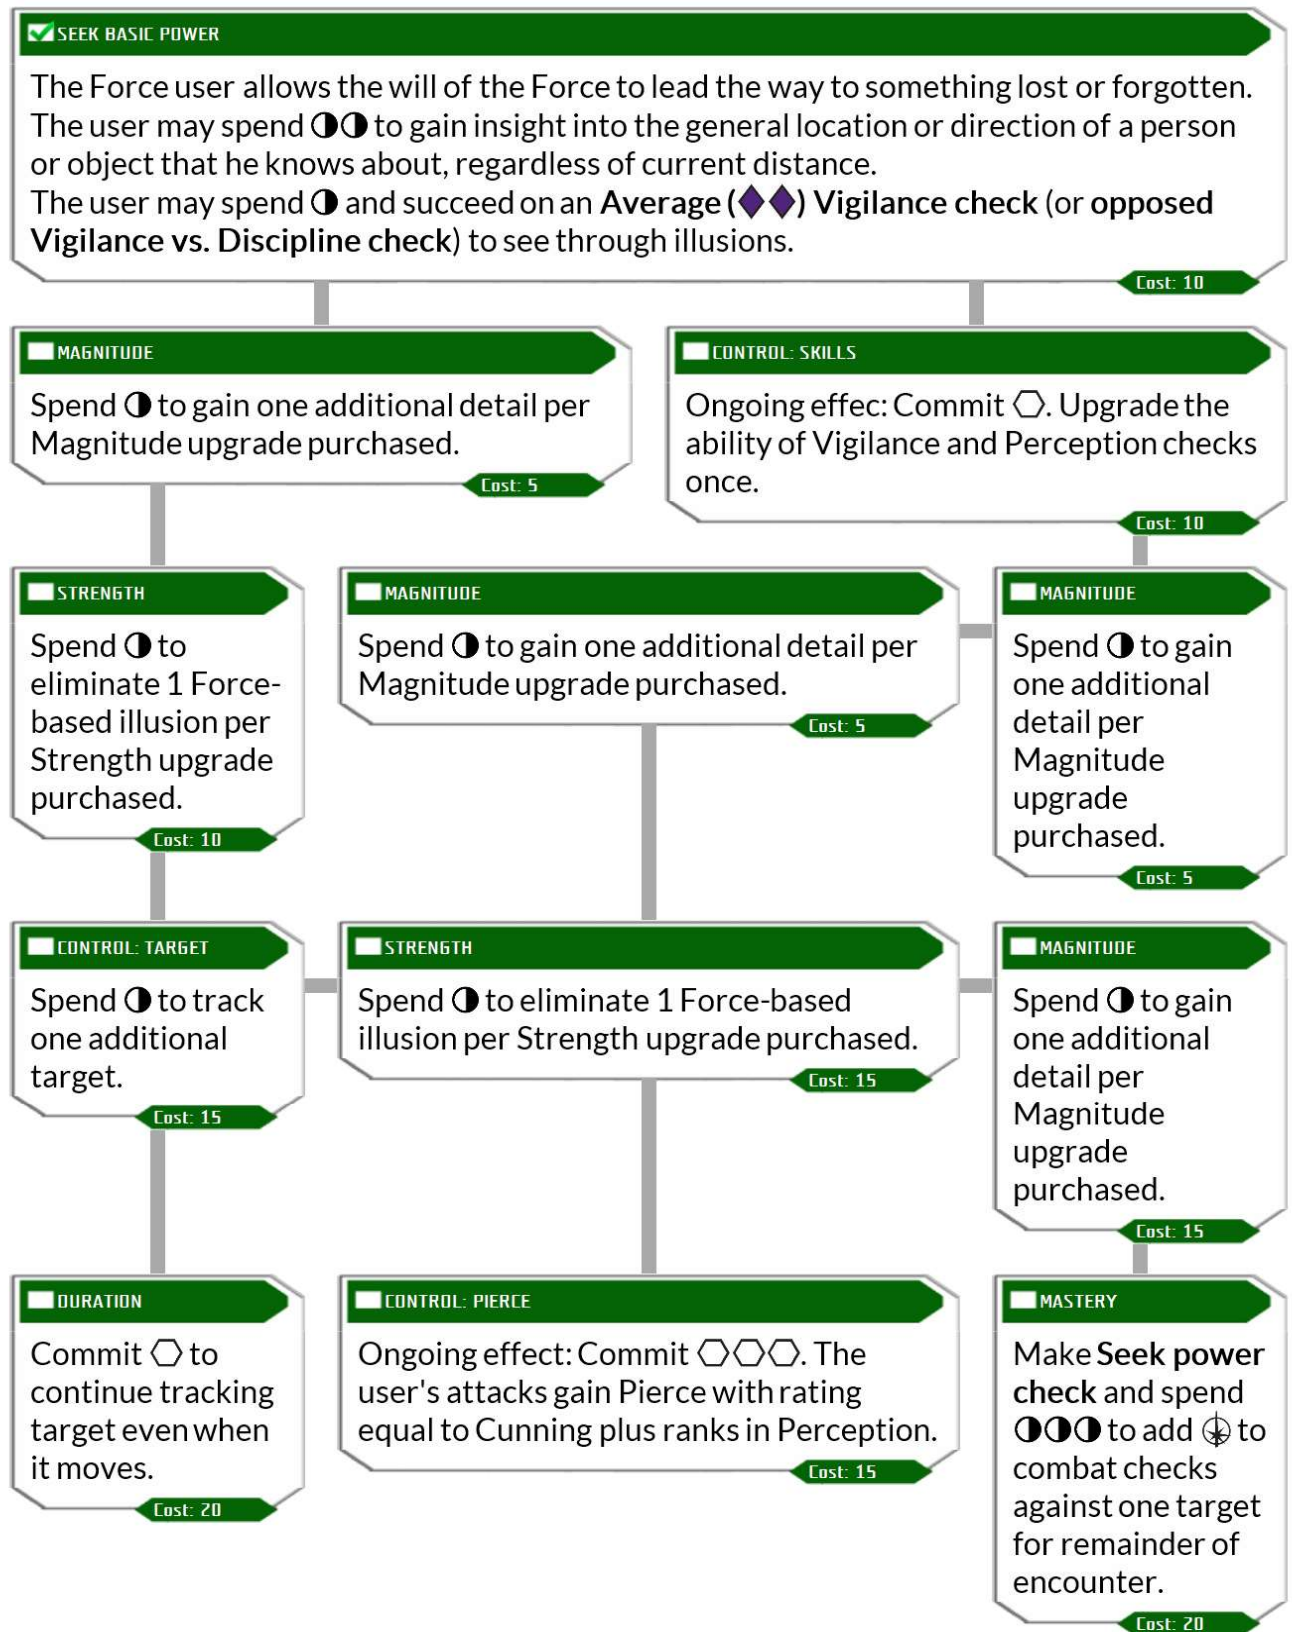 SEEK BASIC POWER
The Force user allows the will of the Force to lead the way to something lost or forgotten.
The user may spend ◑◑ to gain insight into the general location or direction of a person
or object that he knows about, regardless of current distance.
The user may spend ◑ and succeed on an Average (◆◆) Vigilance check (or opposed
Vigilance vs. Discipline check) to see through illusions.
Cost: 10
MAGNITUDE
Spend ◑ to gain one additional detail per
Magnitude upgrade purchased.
Cost: 5
CONTROL: SKILLS
Ongoing effec: Commit ⬡. Upgrade the
ability of Vigilance and Perception checks
once.
Cost: 10
STRENGTH
Spend ◑ to
eliminate 1 Force-
based illusion per
Strength upgrade
purchased.
Cost: 10
MAGNITUDE
Spend ◑ to gain one additional detail per
Magnitude upgrade purchased.
Cost: 5
MAGNITUDE
Spend ◑ to gain
one additional
detail per
Magnitude
upgrade
purchased.
Cost: 5
CONTROL: TARGET
Spend ◑ to track
one additional
target.
Cost: 15
STRENGTH
Spend ◑ to eliminate 1 Force-based
illusion per Strength upgrade purchased.
Cost: 15
MAGNITUDE
Spend ◑ to gain
one additional
detail per
Magnitude
upgrade
purchased.
Cost: 15
DURATION
Commit ⬡ to
continue tracking
target even when
it moves.
Cost: 20
CONTROL: PIERCE
Ongoing effect: Commit ⬡⬡⬡. The
user's attacks gain Pierce with rating
equal to Cunning plus ranks in Perception.
Cost: 15
MASTERY
Make Seek power
check and spend
◑◑◑ to add to
combat checks
against one target
for remainder of
encounter.
Cost: 20